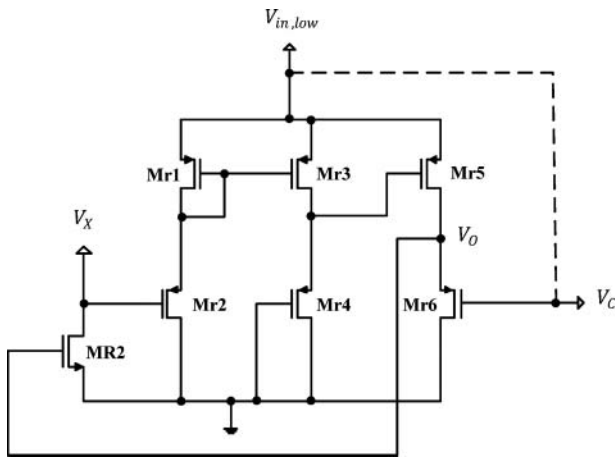 V_{in,low}
Mr1
Mr3
Mr5
V_X
V_O
Mr2
Mr4
Mr6
V_C
MR2